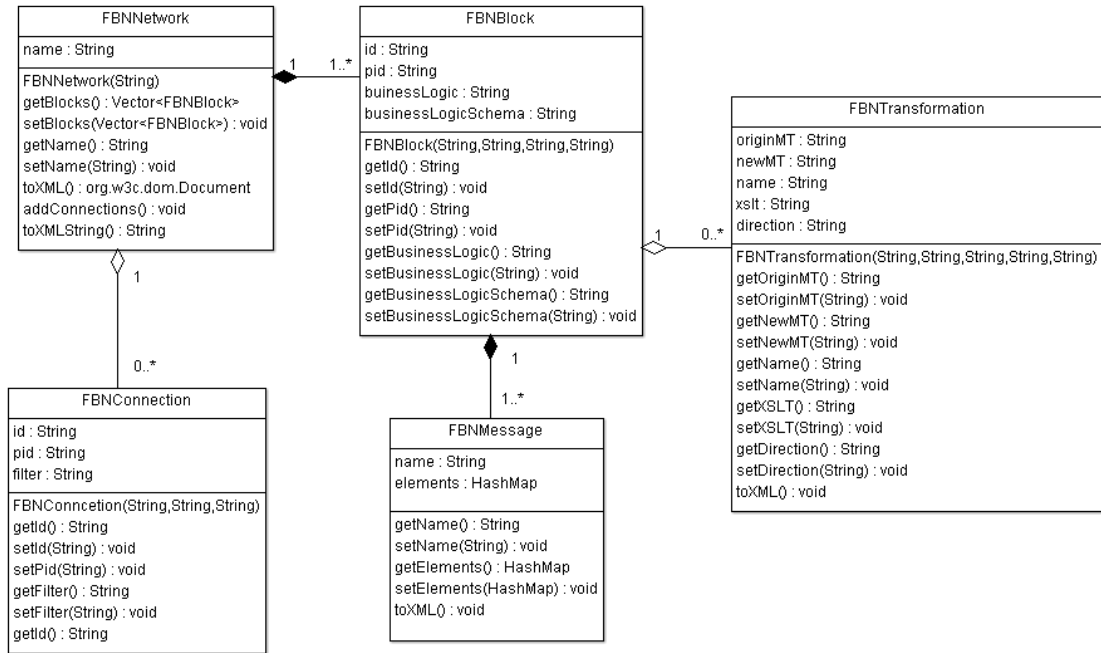 FBNNetwork
name : String
FBNNetwork(String)
getBlocks() : Vector<FBNBlock>
setBlocks(Vector<FBNBlock>) : void
getName() : String
setName(String) : void
toXML() : org.w3c.dom.Document
addConnections() : void
toXMLString() : String
1
1..*
FBNBlock
id : String
pid : String
buinessLogic : String
businessLogicSchema : String
FBNBlock(String,String,String,String)
getId() : String
setId(String) : void
getPid() : String
setPid(String) : void
getBusinessLogic() : String
setBusinessLogic(String) : void
getBusinessLogicSchema() : String
setBusinessLogicSchema(String) : void
1
0..*
FBNTransformation
originMT : String
newMT : String
name : String
xslt : String
direction : String
FBNTransformation(String,String,String,String,String)
getOriginMT() : String
setOriginMT(String) : void
getNewMT() : String
setNewMT(String) : void
getName() : String
setName(String) : void
getXSLT() : String
setXSLT(String) : void
getDirection() : String
setDirection(String) : void
toXML() : void
1
0..*
FBNConnection
id : String
pid : String
filter : String
FBNConncetion(String,String,String)
getId() : String
setId(String) : void
setPid(String) : void
getFilter() : String
setFilter(String) : void
getId() : String
1
1..*
FBNMessage
name : String
elements : HashMap
getName() : String
setName(String) : void
getElements() : HashMap
setElements(HashMap) : void
toXML() : void